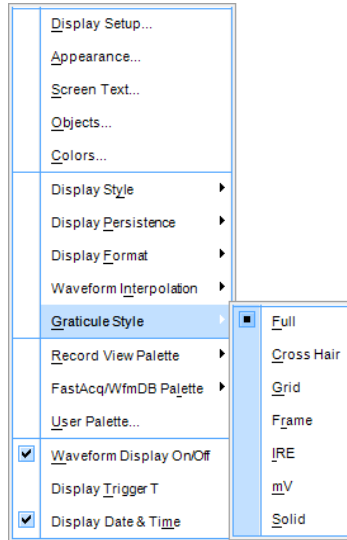 Display Setup...
Appearance...
Screen Text...
Objects...
Colors...
Display Style
Display Persistence
Display Format
Waveform Interpolation
Graticule Style
Record View Palette
FastAcq/WfmDB Palette
User Palette...
Waveform Display On/Off
Display Trigger T
Display Date & Time
Full
Cross Hair
Grid
Frame
IRE
mV
Solid